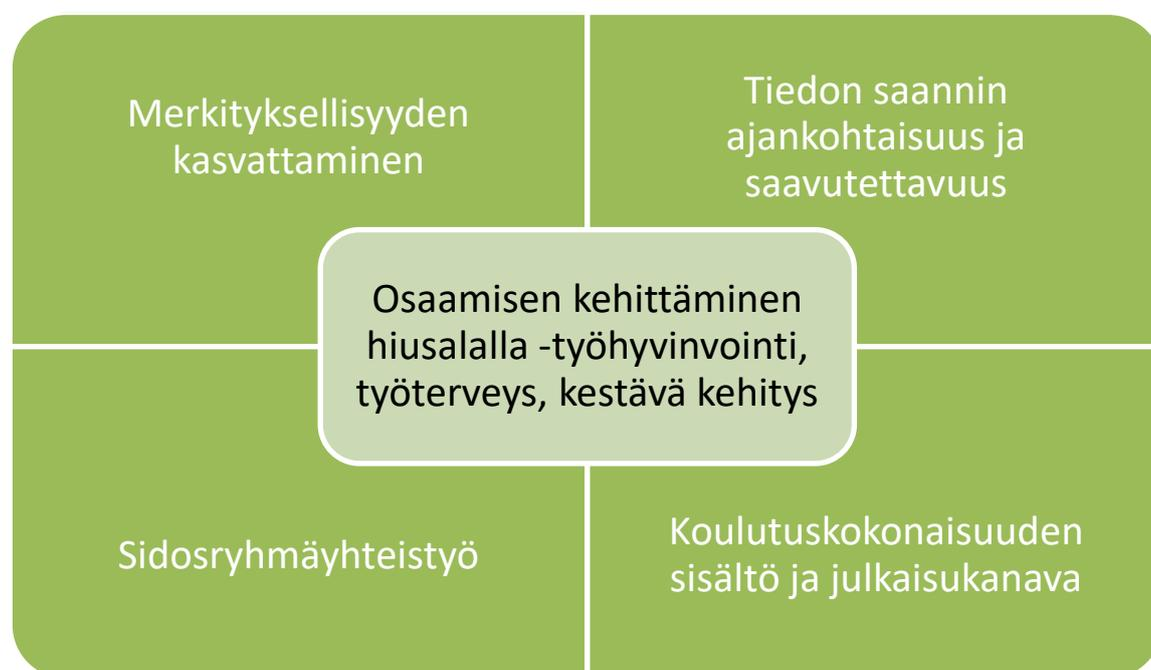 Merkityksellisyyden
kasvattaminen
Tiedon saannin
ajankohtaisuus ja
saavutettavuus
Osaamisen kehittäminen
hiusalalla -työhyvinvointi,
työterveys, kestävä kehitys
Sidosryhmäyhteistyö
Koulutuskokonaisuuden
sisältö ja julkaisukanava